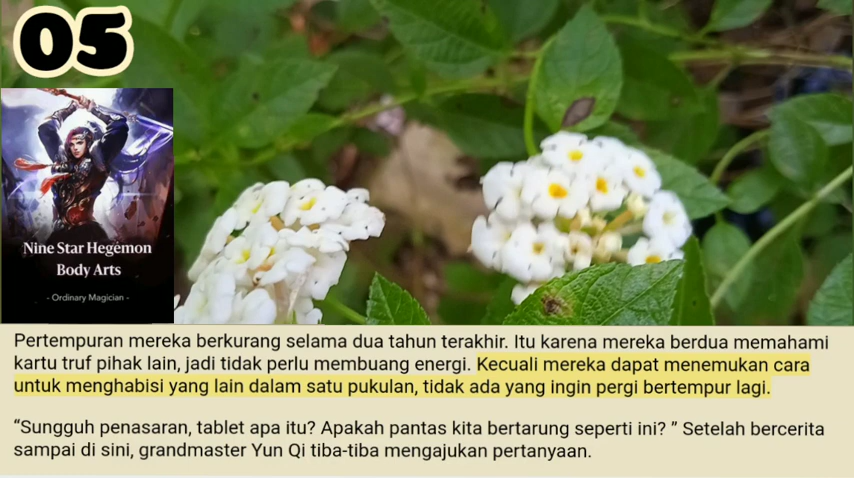 05
Nine Star Hegemon
Body Arts
- Ordinary Magician -
Pertempuran mereka berkurang selama dua tahun terakhir. Itu karena mereka berdua memahami
kartu truf pihak lain, jadi tidak perlu membuang energi. Kecuali mereka dapat menemukan cara
untuk menghabisi yang lain dalam satu pukulan, tidak ada yang ingin pergi bertempur lagi.
“Sungguh penasaran, tablet apa itu? Apakah pantas kita bertarung seperti ini? ” Setelah bercerita
sampai di sini, grandmaster Yun Qi tiba-tiba mengajukan pertanyaan.